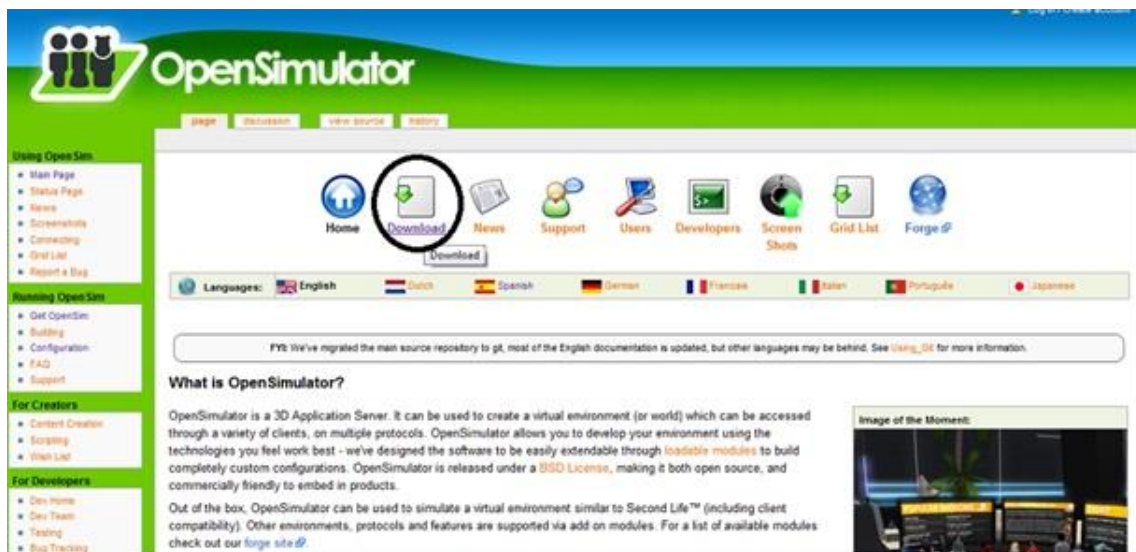 Log in / create account
OpenSimulator
page discussion view source history
Using OpenSim
Main Page
Status Page
News
Screenshots
Connecting
Grid List
Report a Bug
Running OpenSim
Get OpenSim
Building
Configuration
FAQ
Support
For Creators
Content Creation
Scripting
Wish List
For Developers
Dev Home
Dev Team
Testing
Bug Tracking
Home Download News Support Users Developers Screen Shots Grid List Forge
Download
Languages: English Dutch Spanish German Francais Italian Português Japanese
FYI: We've migrated the main source repository to git, most of the English documentation is updated, but other languages may be behind. See Using_Git for more information.
What is OpenSimulator?
OpenSimulator is a 3D Application Server. It can be used to create a virtual environment (or world) which can be accessed
through a variety of clients, on multiple protocols. OpenSimulator allows you to develop your environment using the
technologies you feel work best - we've designed the software to be easily extendable through loadable modules to build
completely custom configurations. OpenSimulator is released under a BSD License, making it both open source, and
commercially friendly to embed in products.
Out of the box, OpenSimulator can be used to simulate a virtual environment similar to Second Life™ (including client
compatibility). Other environments, protocols and features are supported via add on modules. For a list of available modules
check out our forge site.
Image of the Moment: